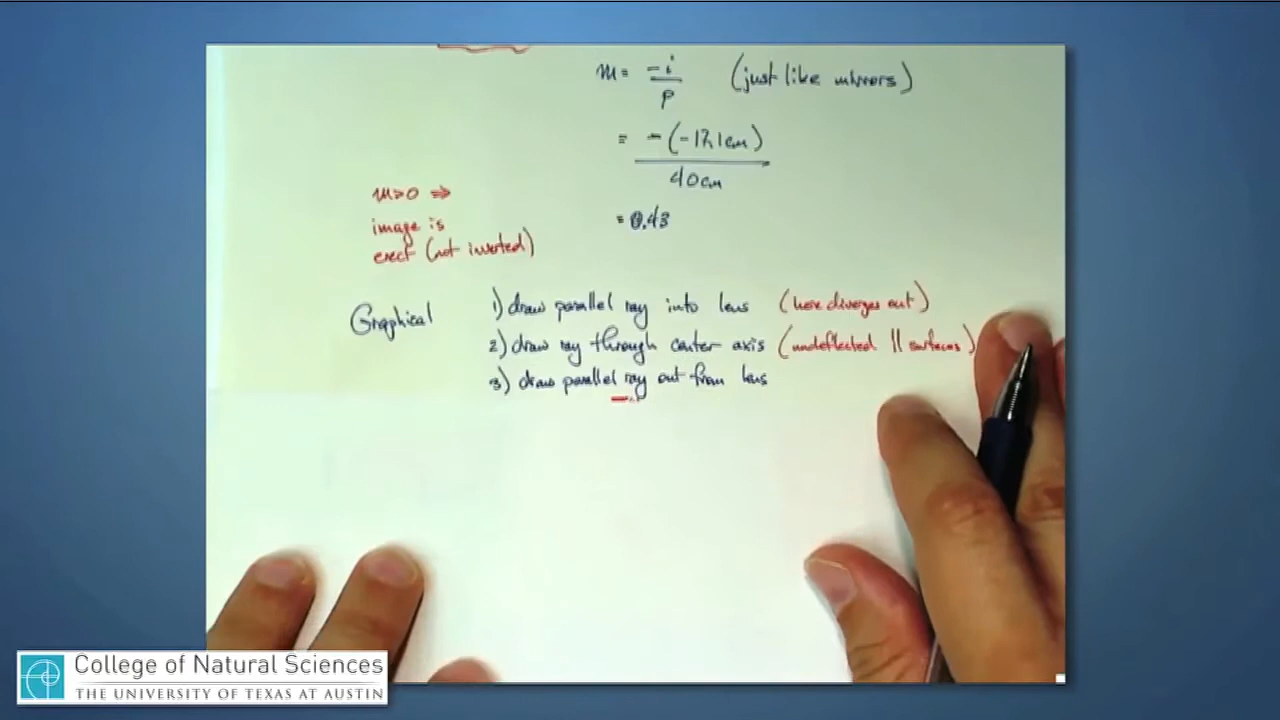 m = -i / p (just like mirrors)
= -(-17.1cm) / 40cm
= 0.43
m>0 ⇒
image is
erect (not inverted)
Graphical
1) draw parallel ray into lens (here diverges out)
2) draw ray through center axis (undeflected || surfaces)
3) draw parallel ray out from lens
College of Natural Sciences
THE UNIVERSITY OF TEXAS AT AUSTIN